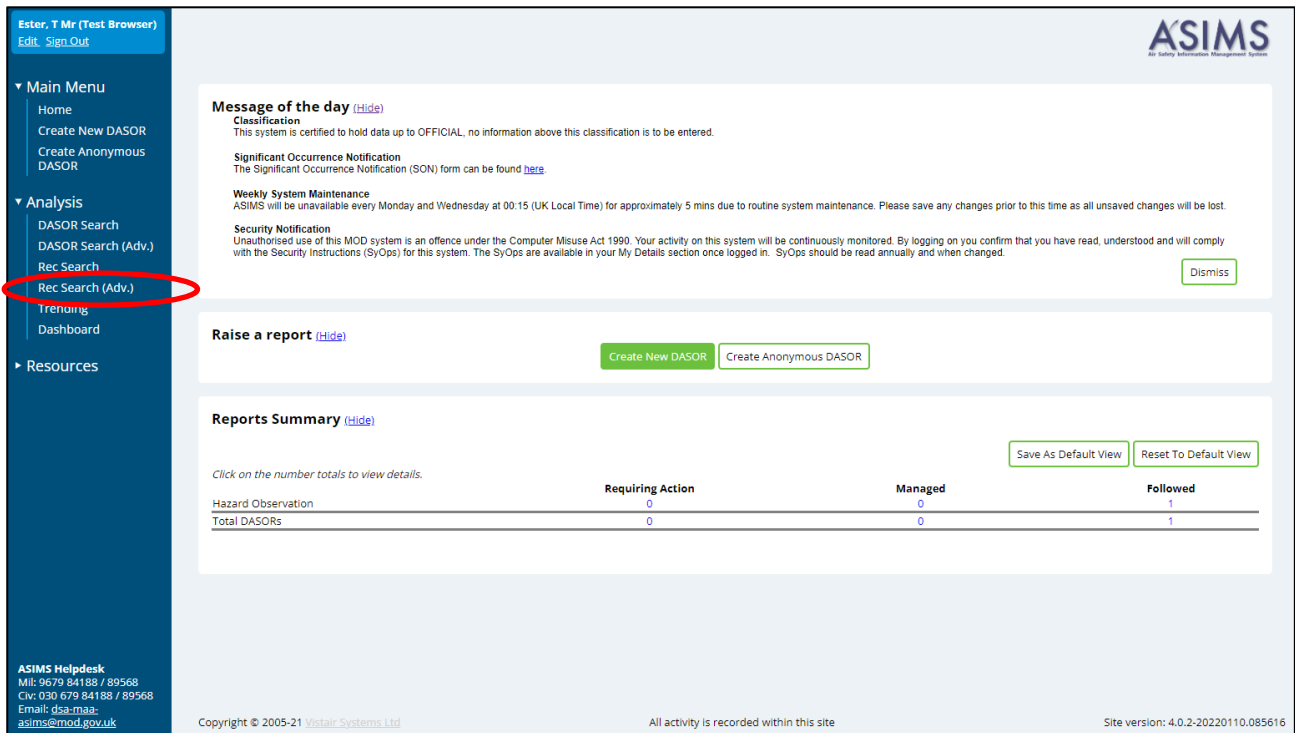 Ester, T Mr (Test Browser)
Edit Sign Out
ASIMS
Air Safety Information Management System
▾ Main Menu
Home
Create New DASOR
Create Anonymous
DASOR
▾ Analysis
DASOR Search
DASOR Search (Adv.)
Rec Search
Rec Search (Adv.)
Trending
Dashboard
▸ Resources
ASIMS Helpdesk
Mil: 9679 84188 / 89568
Civ: 030 679 84188 / 89568
Email: dsa-maa-
asims@mod.gov.uk
Message of the day (Hide)
Classification
This system is certified to hold data up to OFFICIAL, no information above this classification is to be entered.
Significant Occurrence Notification
The Significant Occurrence Notification (SON) form can be found here.
Weekly System Maintenance
ASIMS will be unavailable every Monday and Wednesday at 00:15 (UK Local Time) for approximately 5 mins due to routine system maintenance. Please save any changes prior to this time as all unsaved changes will be lost.
Security Notification
Unauthorised use of this MOD system is an offence under the Computer Misuse Act 1990. Your activity on this system will be continuously monitored. By logging on you confirm that you have read, understood and will comply
with the Security Instructions (SyOps) for this system. The SyOps are available in your My Details section once logged in. SyOps should be read annually and when changed.
Dismiss
Raise a report (Hide)
Create New DASOR Create Anonymous DASOR
Reports Summary (Hide)
Save As Default View Reset To Default View
Click on the number totals to view details.
Requiring Action Managed Followed
Hazard Observation 0 0 1
Total DASORs 0 0 1
Copyright © 2005-21 Vistair Systems Ltd All activity is recorded within this site Site version: 4.0.2-20220110.085616